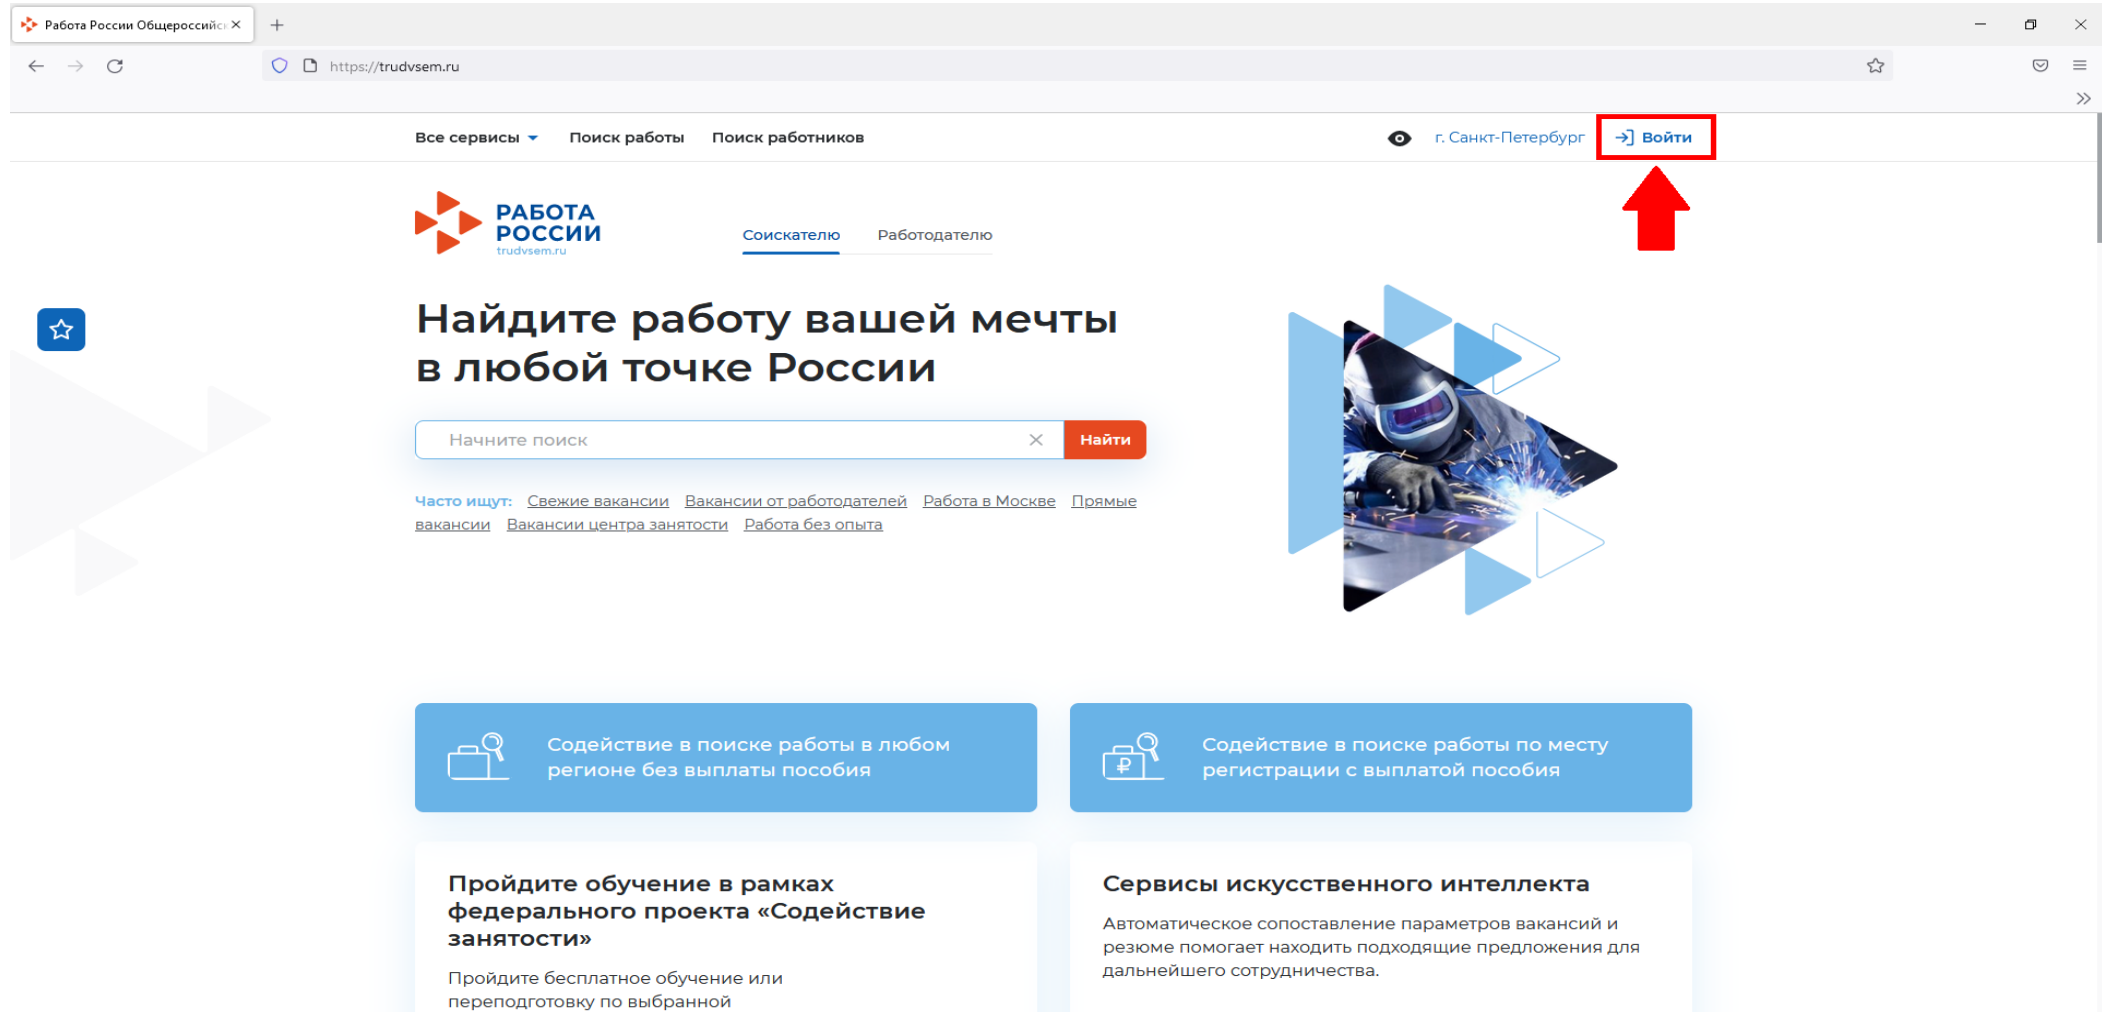 Работа России Общероссийск
https://trudvsem.ru
Все сервисы Поиск работы Поиск работников г. Санкт-Петербург Войти
РАБОТА
РОССИИ
trudvsem.ru
Соискателю Работодателю
Найдите работу вашей мечты
в любой точке России
Начните поиск Найти
Часто ищут: Свежие вакансии Вакансии от работодателей Работа в Москве Прямые
вакансии Вакансии центра занятости Работа без опыта
Содействие в поиске работы в любом
регионе без выплаты пособия
Содействие в поиске работы по месту
регистрации с выплатой пособия
Пройдите обучение в рамках
федерального проекта «Содействие
занятости»
Пройдите бесплатное обучение или
переподготовку по выбранной
Сервисы искусственного интеллекта
Автоматическое сопоставление параметров вакансий и
резюме помогает находить подходящие предложения для
дальнейшего сотрудничества.